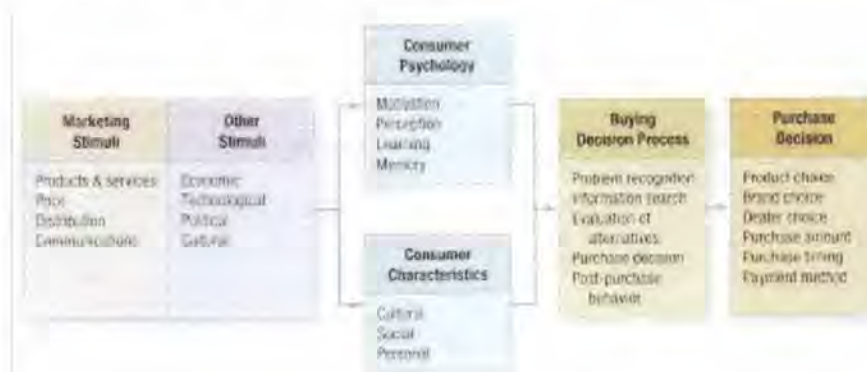 Marketing
Stimuli
Products & services
Price
Distribution
Communications
Other
Stimuli
Economic
Technological
Political
Cultural
Consumer
Psychology
Motivation
Perception
Learning
Memory
Consumer
Characteristics
Cultural
Social
Personal
Buying
Decision Process
Problem recognition
Information search
Evaluation of
alternatives
Purchase decision
Post-purchase
behavior
Purchase
Decision
Product choice
Brand choice
Dealer choice
Purchase amount
Purchase timing
Payment method